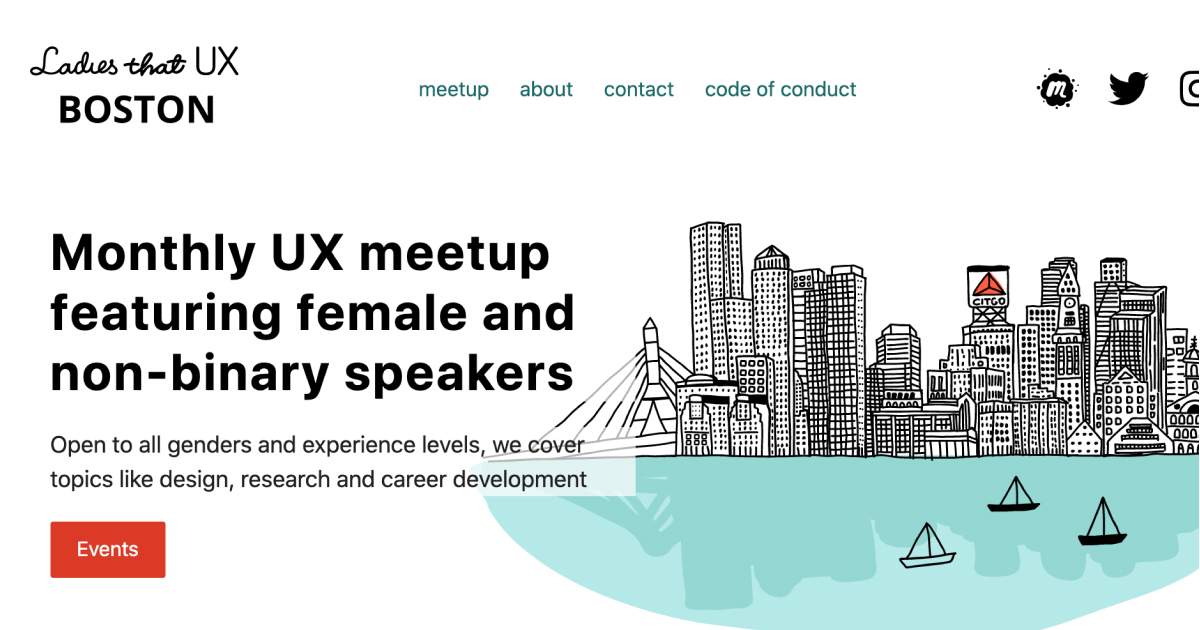 Ladies that UX
BOSTON
meetup about contact code of conduct
m
Monthly UX meetup
featuring female and
non-binary speakers
CITGO
Open to all genders and experience levels, we cover
topics like design, research and career development
Events